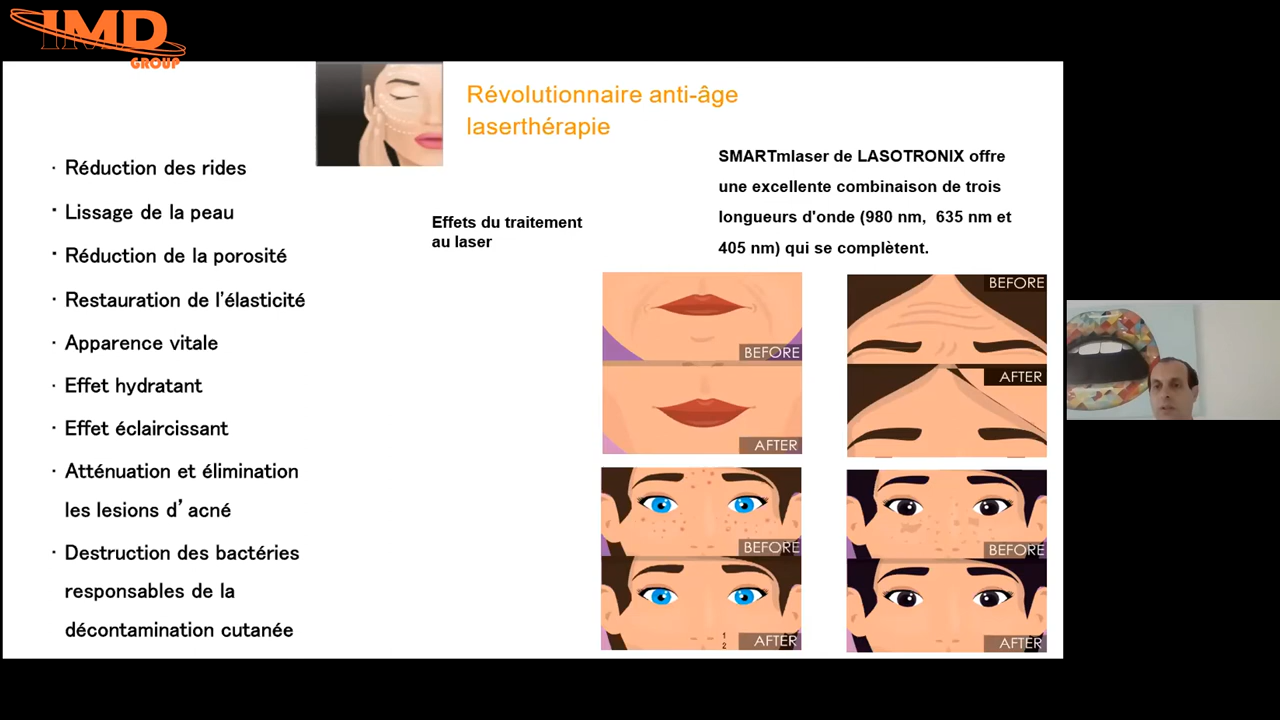 IMD
GROUP
Révolutionnaire anti-âge
laserthérapie
· Réduction des rides
· Lissage de la peau
· Réduction de la porosité
· Restauration de l'élasticité
· Apparence vitale
· Effet hydratant
· Effet éclaircissant
· Atténuation et élimination
les lesions d’acné
· Destruction des bactéries
responsables de la
décontamination cutanée
Effets du traitement
au laser
SMARTmlaser de LASOTRONIX offre
une excellente combinaison de trois
longueurs d'onde (980 nm, 635 nm et
405 nm) qui se complètent.
BEFORE
AFTER
BEFORE
AFTER
BEFORE
1
2
AFTER
BEFORE
AFTER